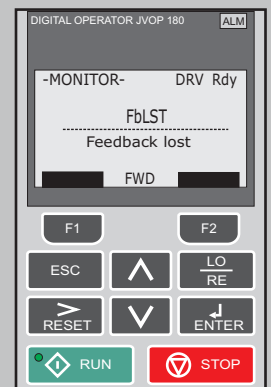 DIGITAL OPERATOR JVOP 180 ALM
-MONITOR- DRV Rdy
FbLST
Feedback lost
FWD
F1 F2
ESC LO
RE
RESET ENTER
RUN STOP